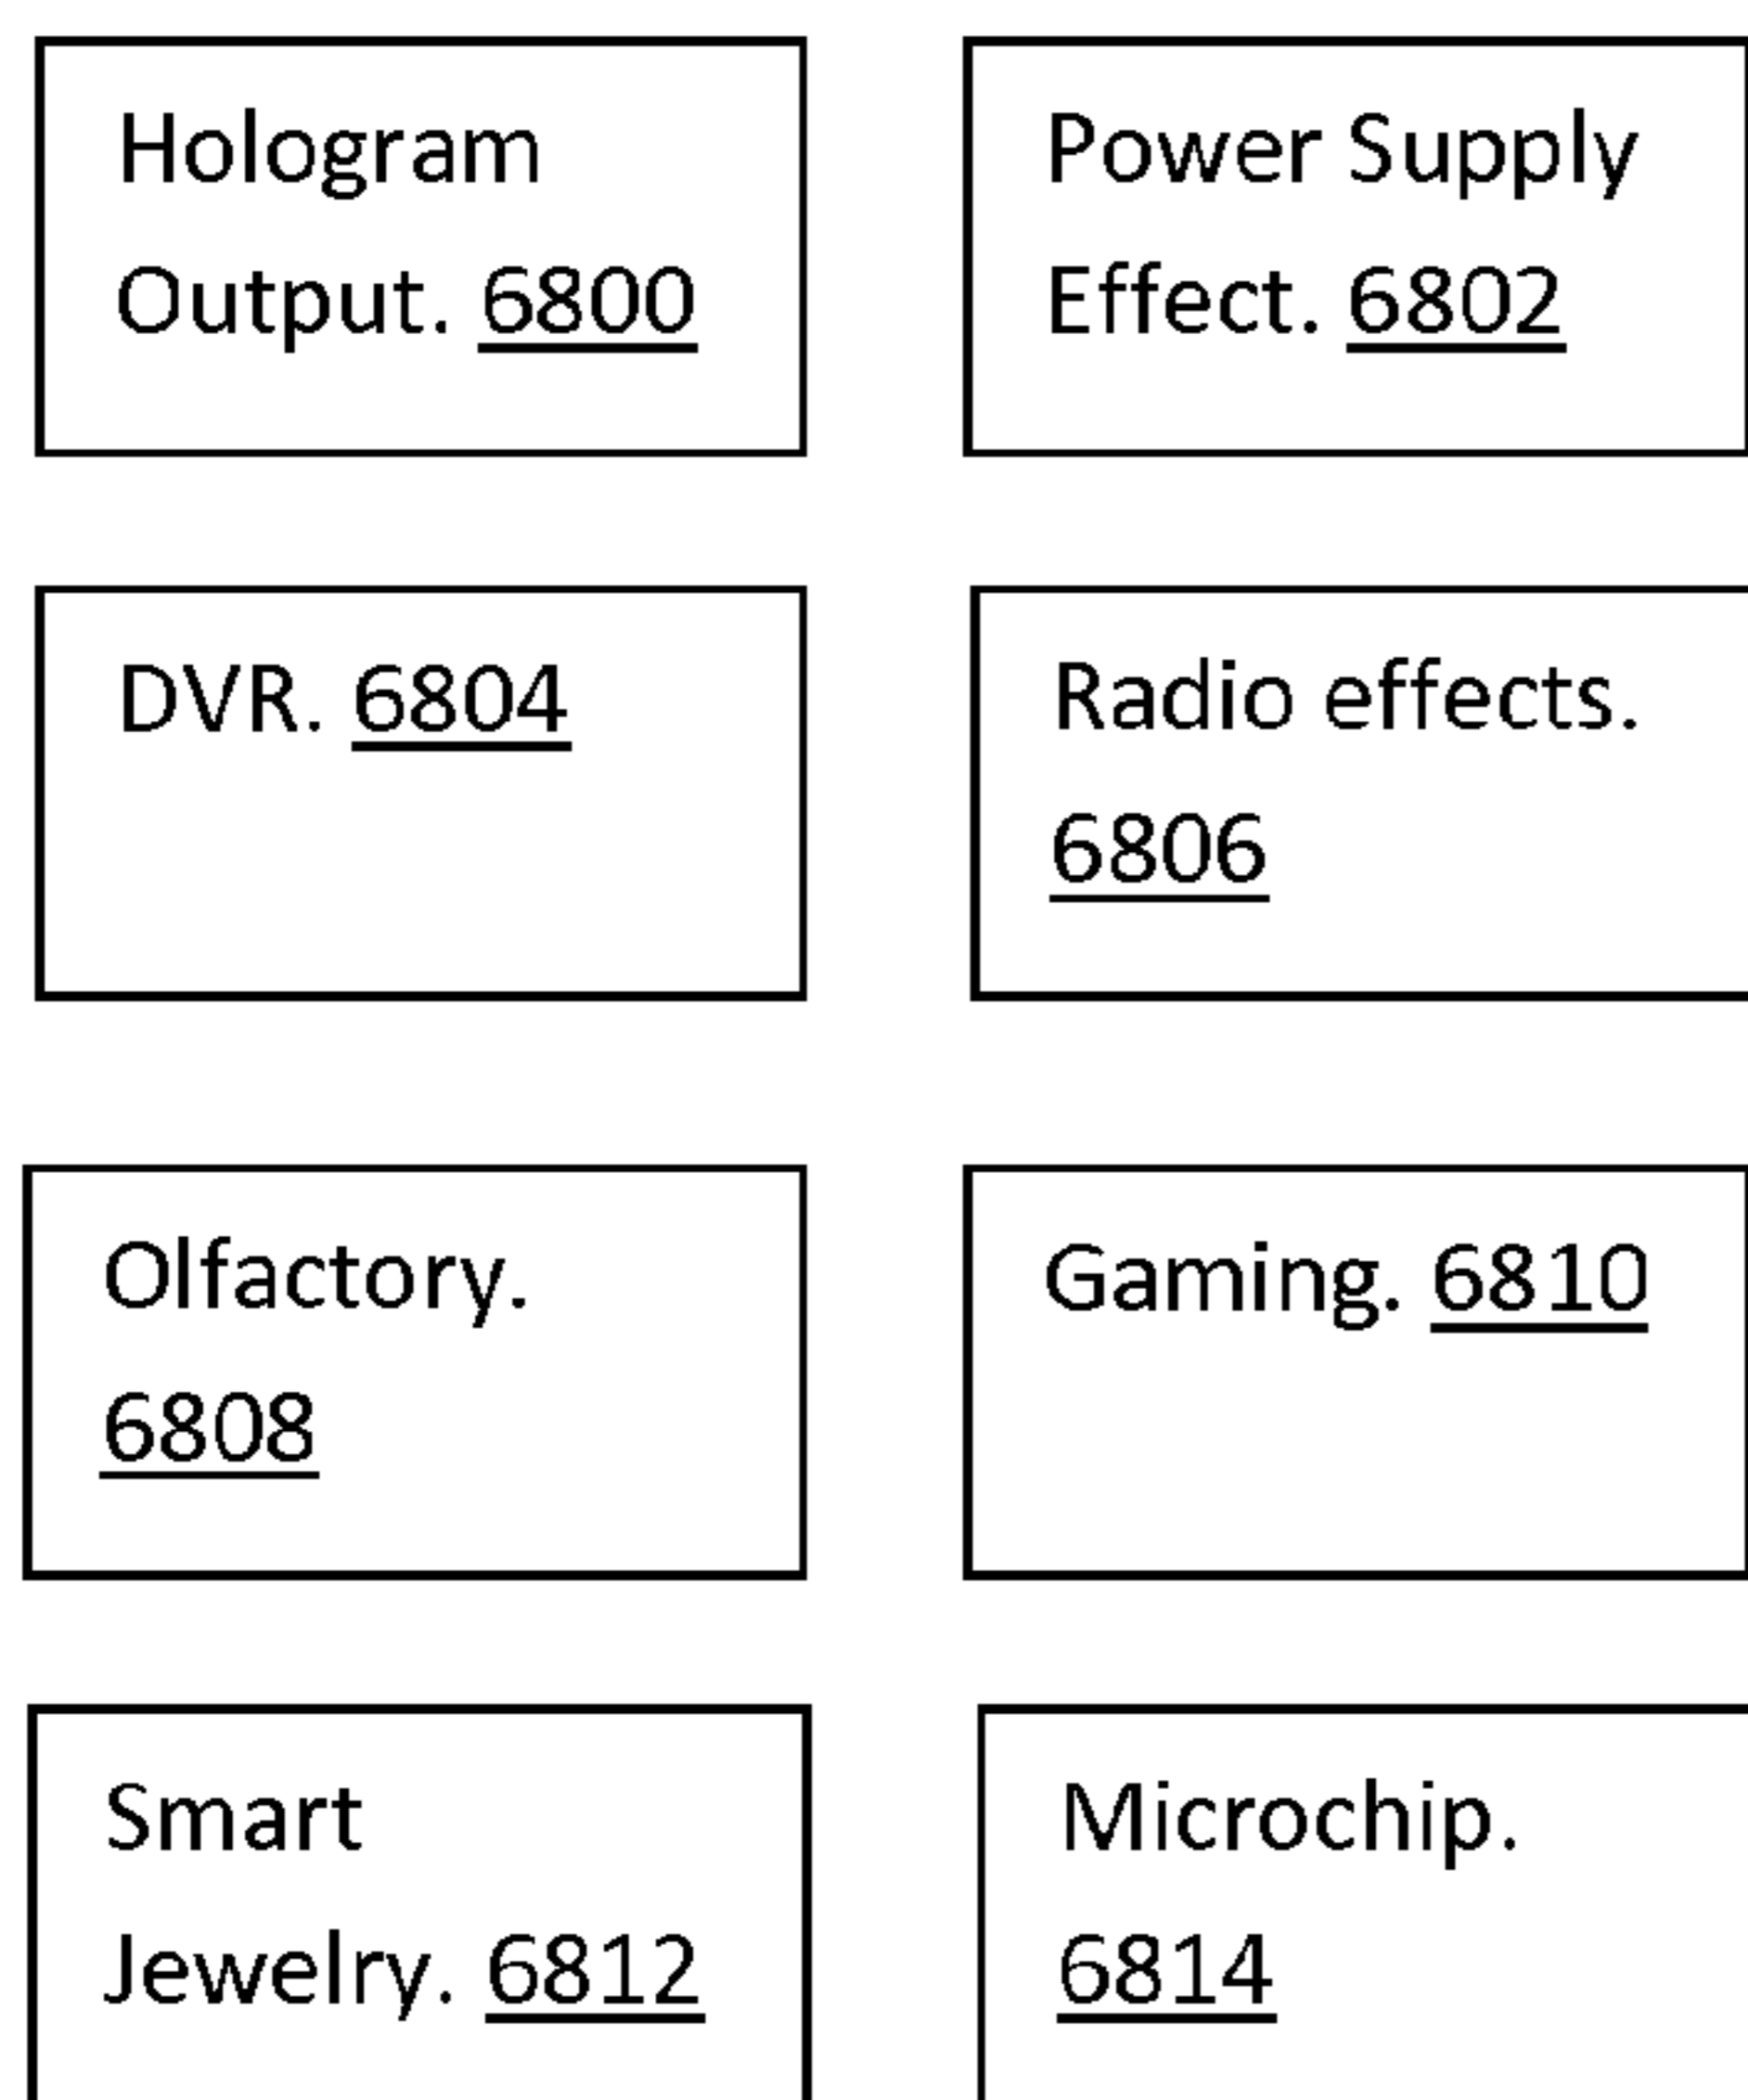 Hologram
Output. 6800
Power Supply
Effect. 6802
DVR. 6804
Radio effects.
6806
Olfactory.
6808
Gaming. 6810
Smart
Jewelry. 6812
Microchip.
6814